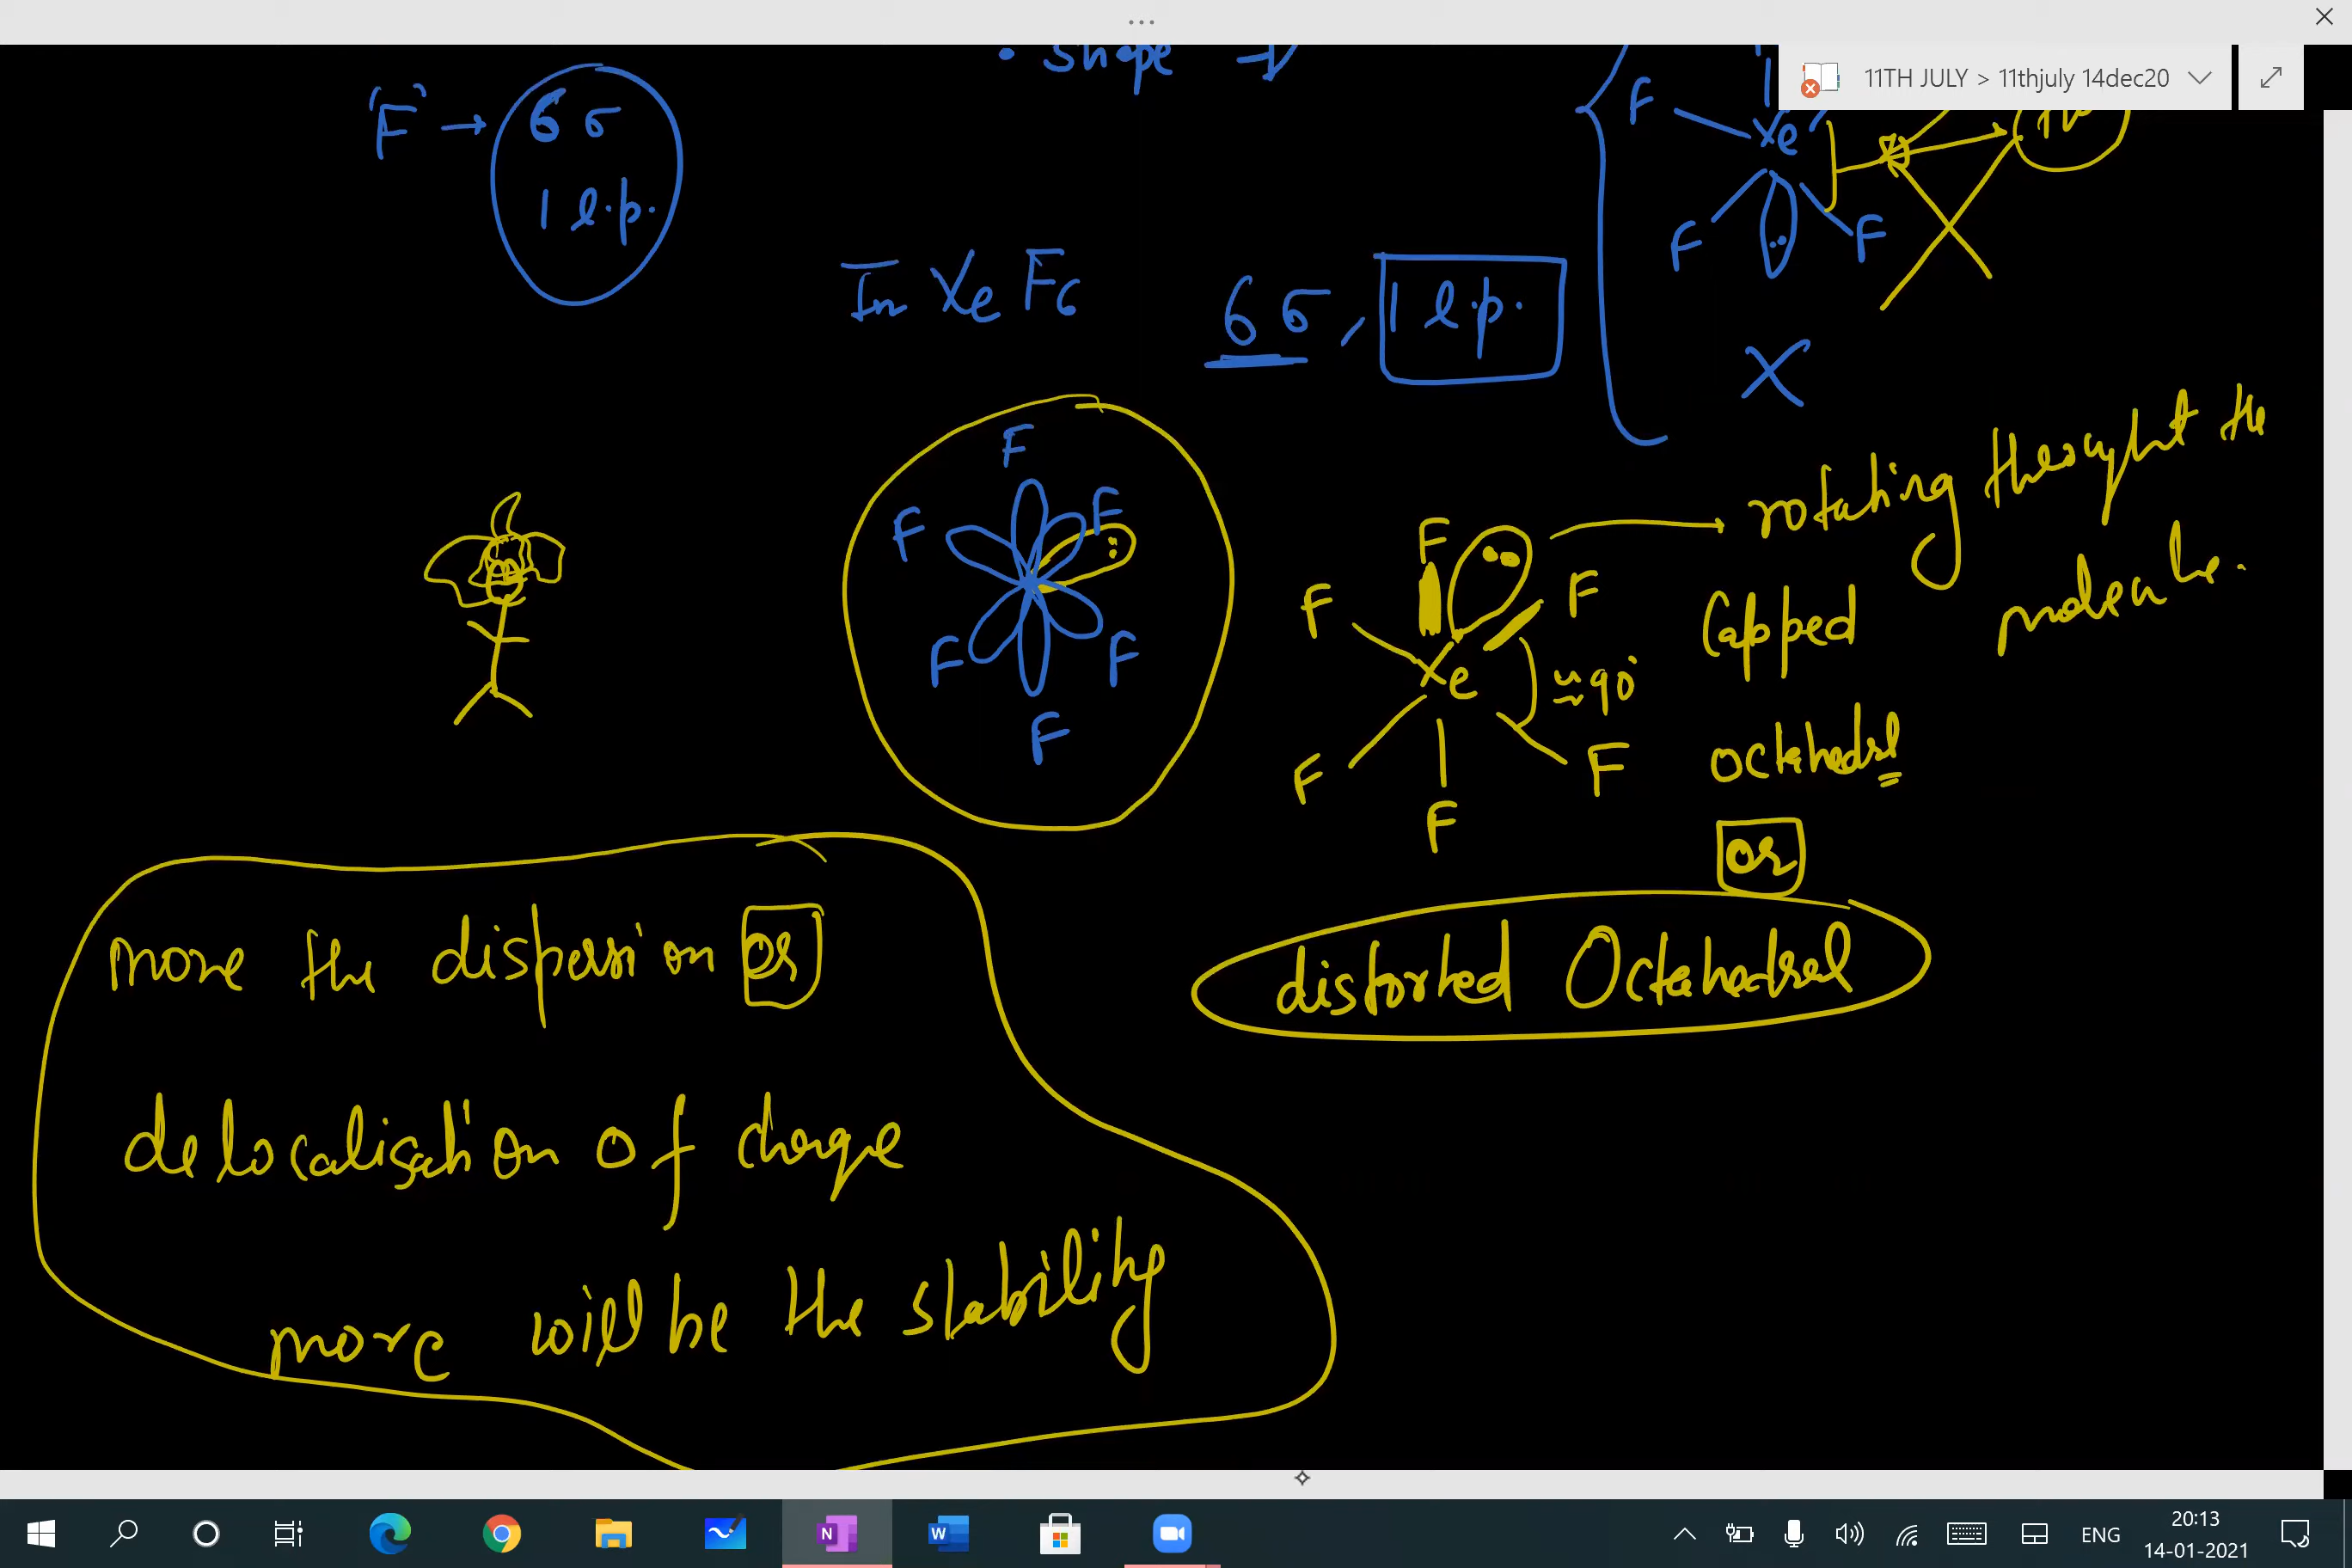 ...
11TH JULY > 11thjuly 14dec20
• Shape →
F → 6 σ
1 l.p.
F
Xe
F
F
In XeF6 6σ, 1 l.p.
X
F
F
F
F
F
F
F
F
F
Xe
F
F
F
≈90°
rotating throught the
molecule.
Capped
octahedral
or
distorted Octahedral
more the dispersion or
delocalisation of charge
more will be the stability
ENG
20:13
14-01-2021